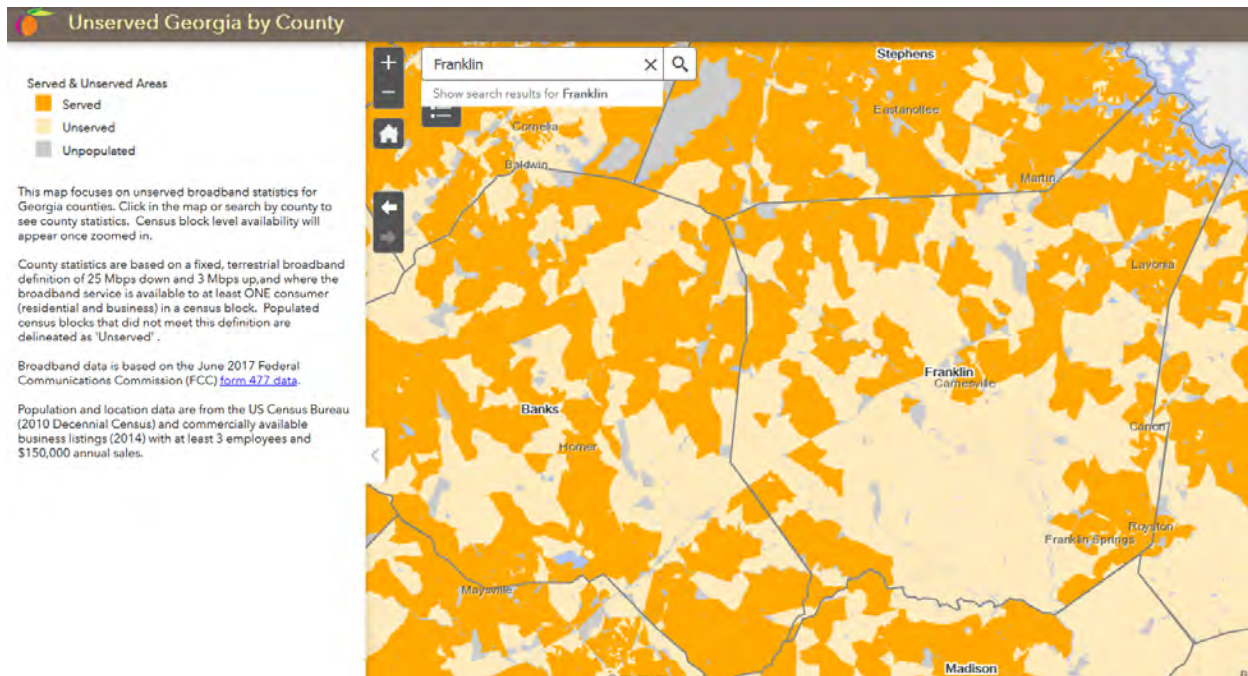 Unserved Georgia by County
Served & Unserved Areas
Served
Unserved
Unpopulated
This map focuses on unserved broadband statistics for
Georgia counties. Click in the map or search by county to
see county statistics. Census block level availability will
appear once zoomed in.
County statistics are based on a fixed, terrestrial broadband
definition of 25 Mbps down and 3 Mbps up,and where the
broadband service is available to at least ONE consumer
(residential and business) in a census block. Populated
census blocks that did not meet this definition are
delineated as 'Unserved' .
Broadband data is based on the June 2017 Federal
Communications Commission (FCC) form 477 data.
Population and location data are from the US Census Bureau
(2010 Decennial Census) and commercially available
business listings (2014) with at least 3 employees and
$150,000 annual sales.
Franklin
Show search results for Franklin
Stephens
Eastanollee
Cornelia
Baldwin
Martin
Lavonia
Franklin
Carnesville
Banks
Homer
Canon
Royston
Franklin Springs
Maysville
Madison